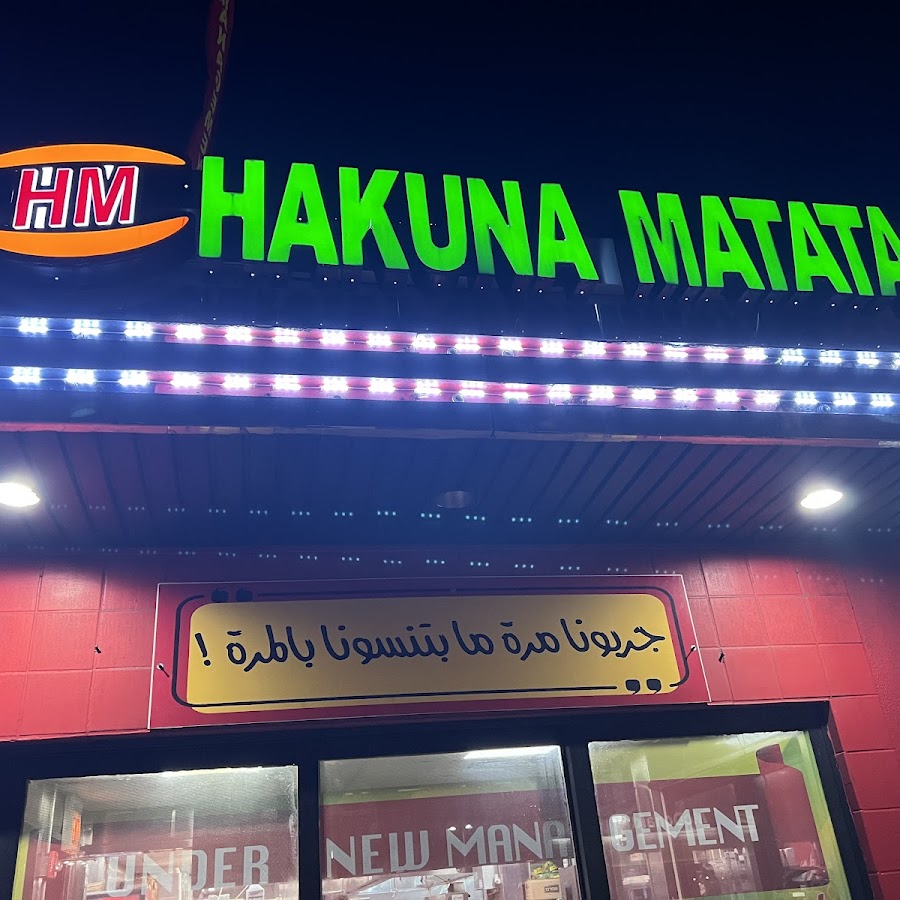 HM HAKUNA MATATA
جربونا مرة ما بتنسونا بالمرة !
UNDER NEW MANAGEMENT